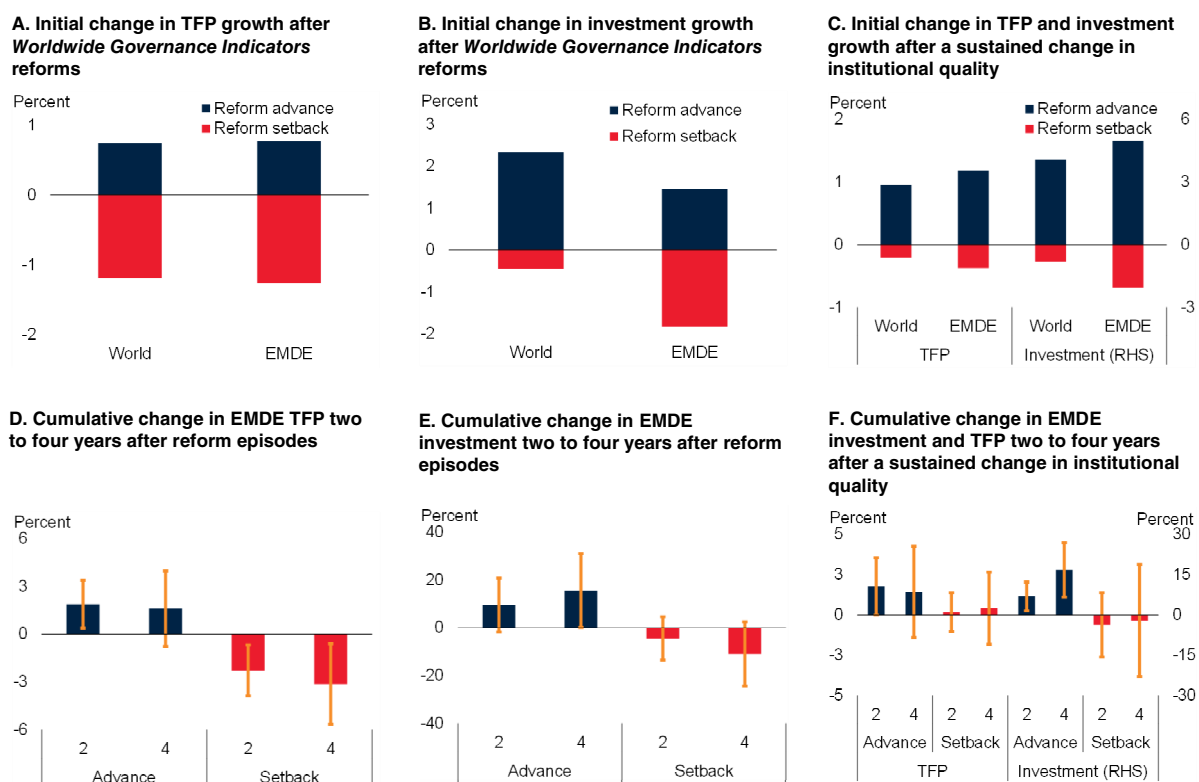 A. Initial change in TFP growth after
Worldwide Governance Indicators
reforms
Percent
Reform advance
Reform setback
1
0
-1
-2
World
EMDE
B. Initial change in investment growth
after Worldwide Governance Indicators
reforms
Percent
Reform advance
Reform setback
3
2
1
0
-1
-2
World
EMDE
C. Initial change in TFP and investment
growth after a sustained change in
institutional quality
Percent
Reform advance
Reform setback
2
1
0
-1
6
3
0
-3
World
EMDE
World
EMDE
TFP
Investment (RHS)
D. Cumulative change in EMDE TFP two
to four years after reform episodes
Percent
6
3
0
-3
-6
2
4
2
4
Advance
Setback
E. Cumulative change in EMDE
investment two to four years after reform
episodes
Percent
40
20
0
-20
-40
2
4
2
4
Advance
Setback
F. Cumulative change in EMDE
investment and TFP two to four years
after a sustained change in institutional
quality
Percent
Percent
5
3
0
-3
-5
30
15
0
-15
-30
2
4
2
4
2
4
2
4
Advance
Setback
Advance
Setback
TFP
Investment (RHS)